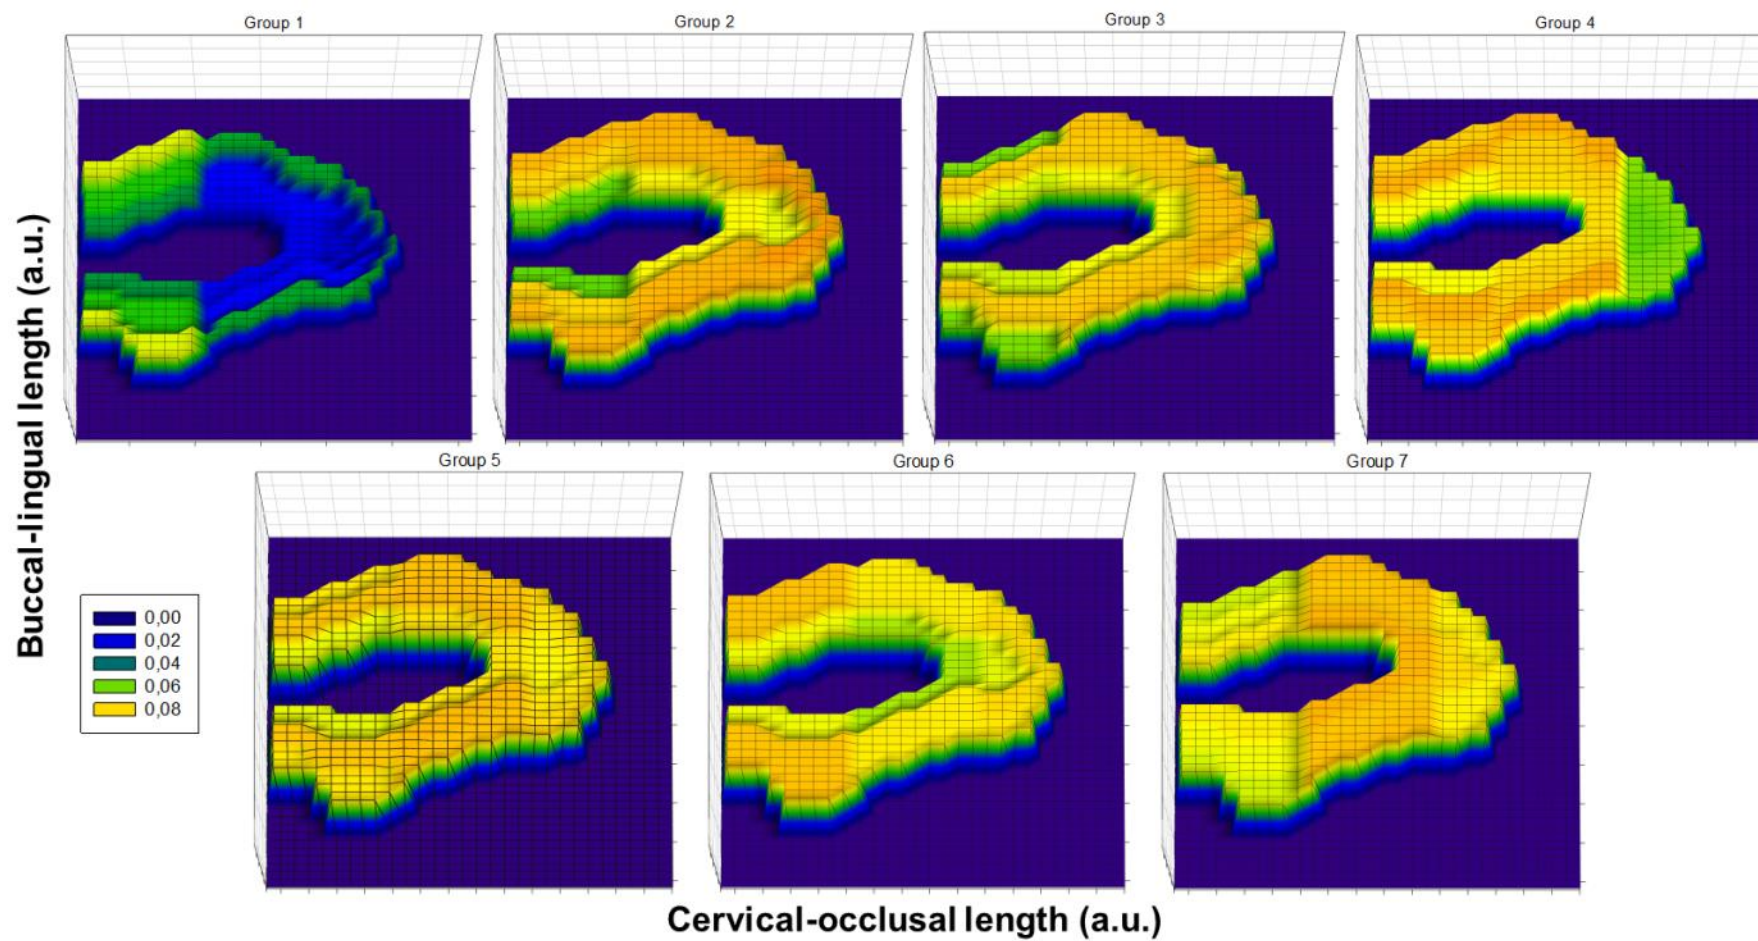 Group 1
Group 2
Group 3
Group 4
Buccal-lingual length (a.u.)
Group 5
Group 6
Group 7
0,00
0,02
0,04
0,06
0,08
Cervical-occlusal length (a.u.)